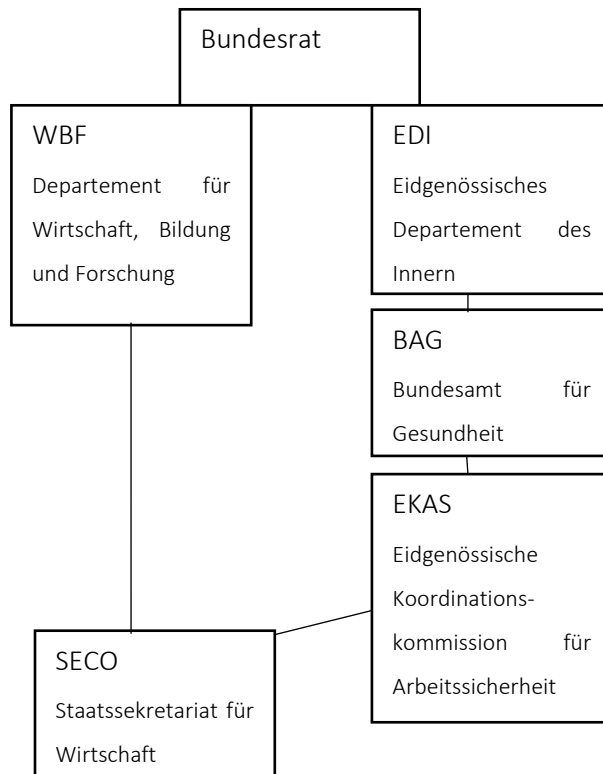 Bundesrat
WBF
Departement für
Wirtschaft, Bildung
und Forschung
EDI
Eidgenössisches
Departement des
Innern
BAG
Bundesamt für
Gesundheit
EKAS
Eidgenössische
Koordinations-
kommission für
Arbeitssicherheit
SECO
Staatssekretariat für
Wirtschaft